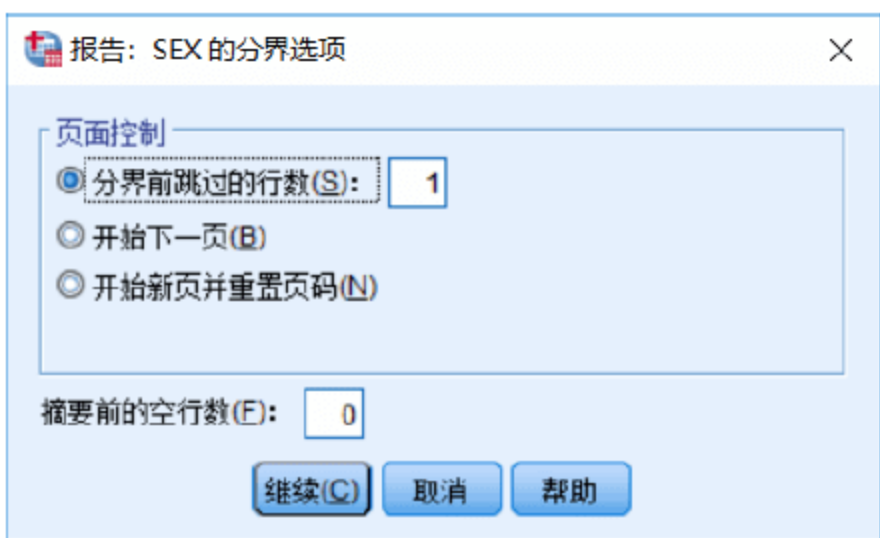 报告: SEX 的分界选项
页面控制
分界前跳过的行数(S): 1
开始下一页(B)
开始新页并重置页码(N)
摘要前的空行数(F): 0
继续(C) 取消 帮助